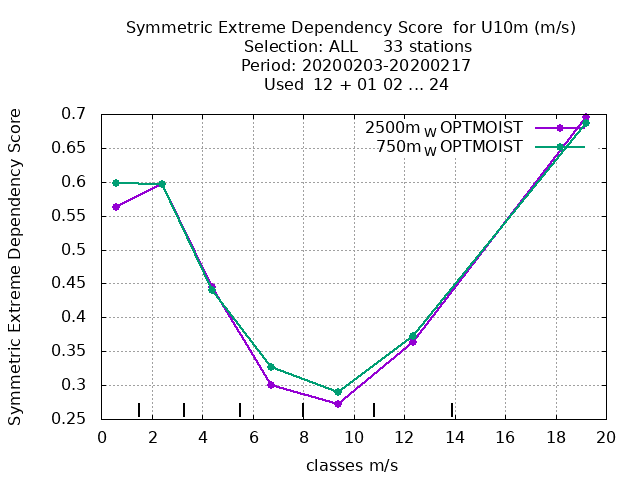 Symmetric Extreme Dependency Score  for U10m (m/s)
Selection: ALL     33 stations
Period: 20200203-20200217
Used  12 + 01 02 ... 24
Symmetric Extreme Dependency Score
0.7
0.65
0.6
0.55
0.5
0.45
0.4
0.35
0.3
0.25
2500m W OPTMOIST
750m W OPTMOIST
0 2 4 6 8 10 12 14 16 18 20
classes m/s